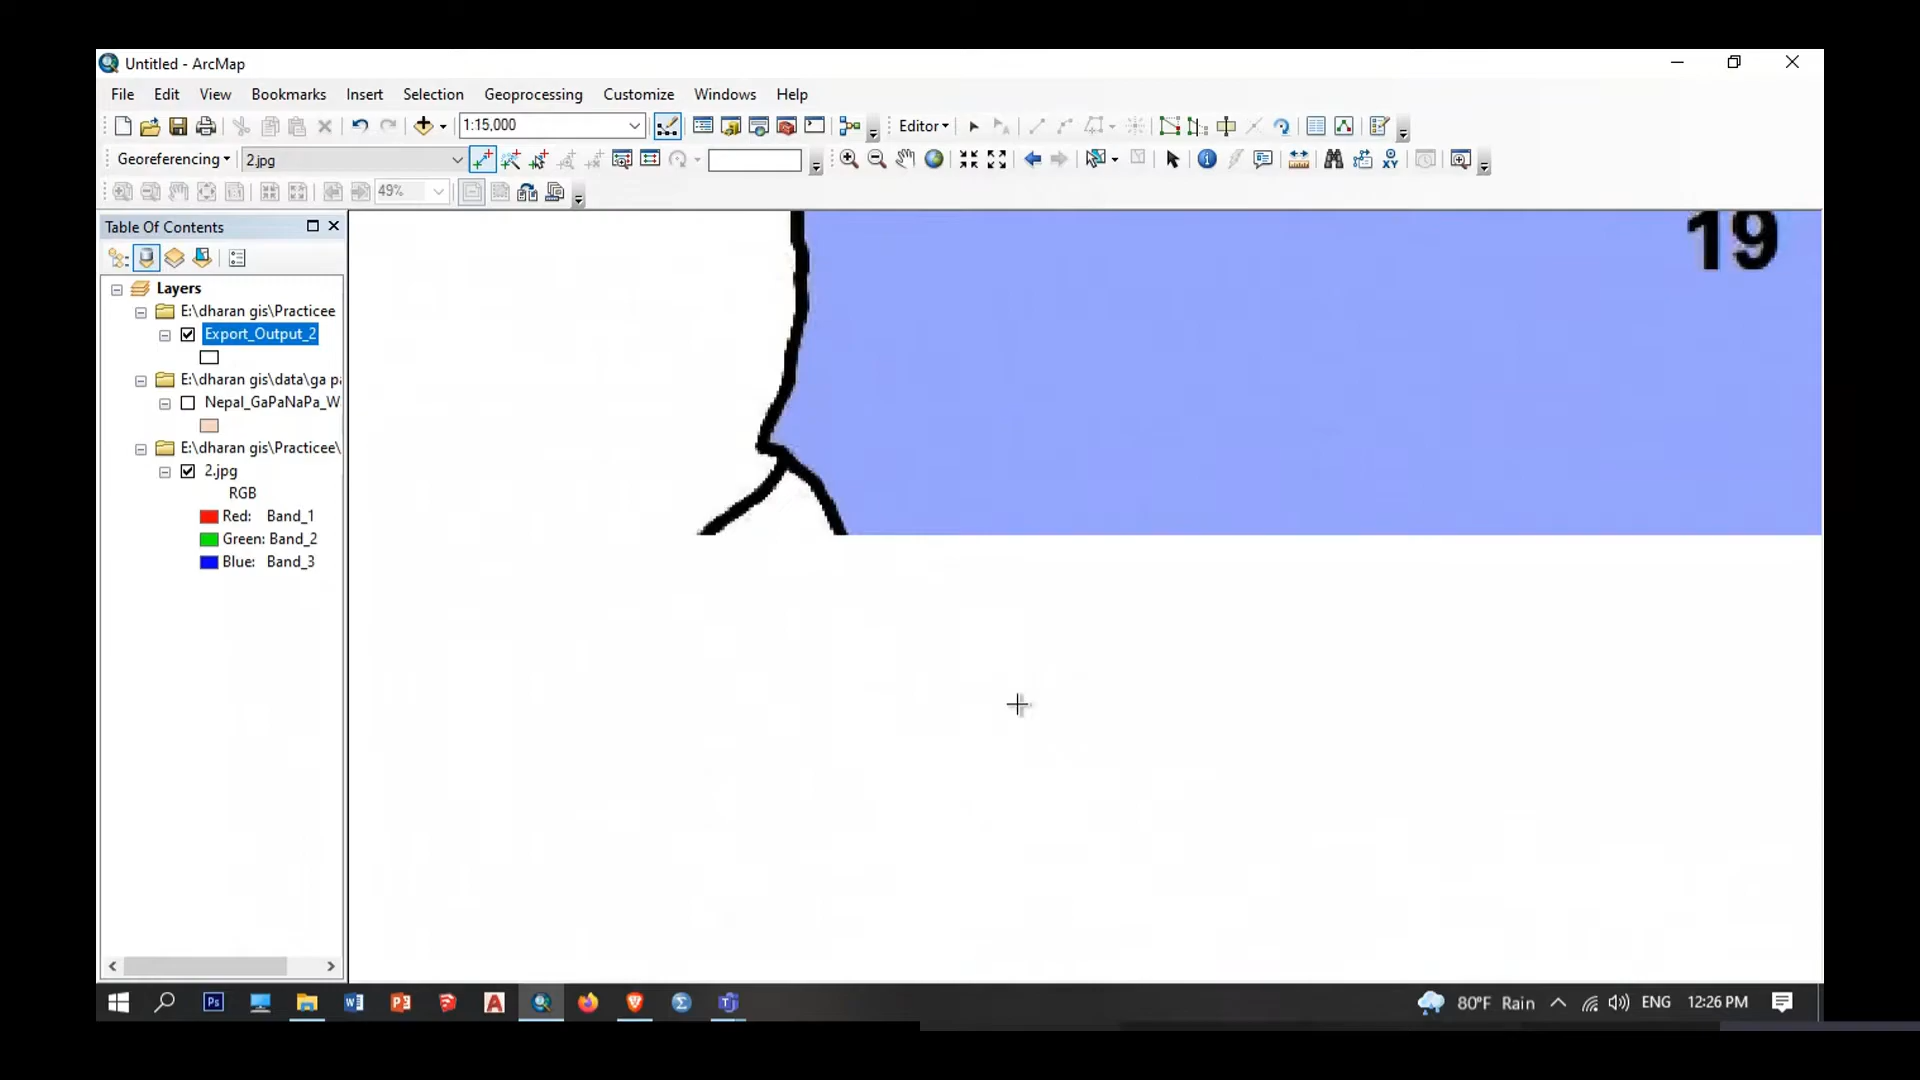 Untitled - ArcMap
File Edit View Bookmarks Insert Selection Geoprocessing Customize Windows Help
1:15,000 Editor
Georeferencing 2.jpg
49%
Table Of Contents
Layers
E:\dharan gis\Practicee
Export_Output_2
E:\dharan gis\data\ga pa
Nepal_GaPaNaPa_W
E:\dharan gis\Practicee\
2.jpg
RGB
Red: Band_1
Green: Band_2
Blue: Band_3
19
80°F Rain ENG 12:26 PM